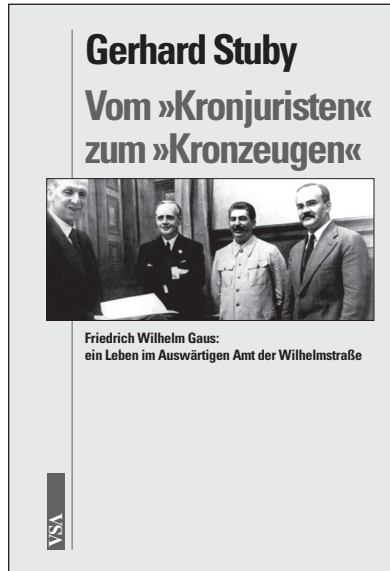 Gerhard Stuby
Vom »Kronjuristen«
zum »Kronzeugen«
Friedrich Wilhelm Gaus:
ein Leben im Auswärtigen Amt der Wilhelmstraße
VSA